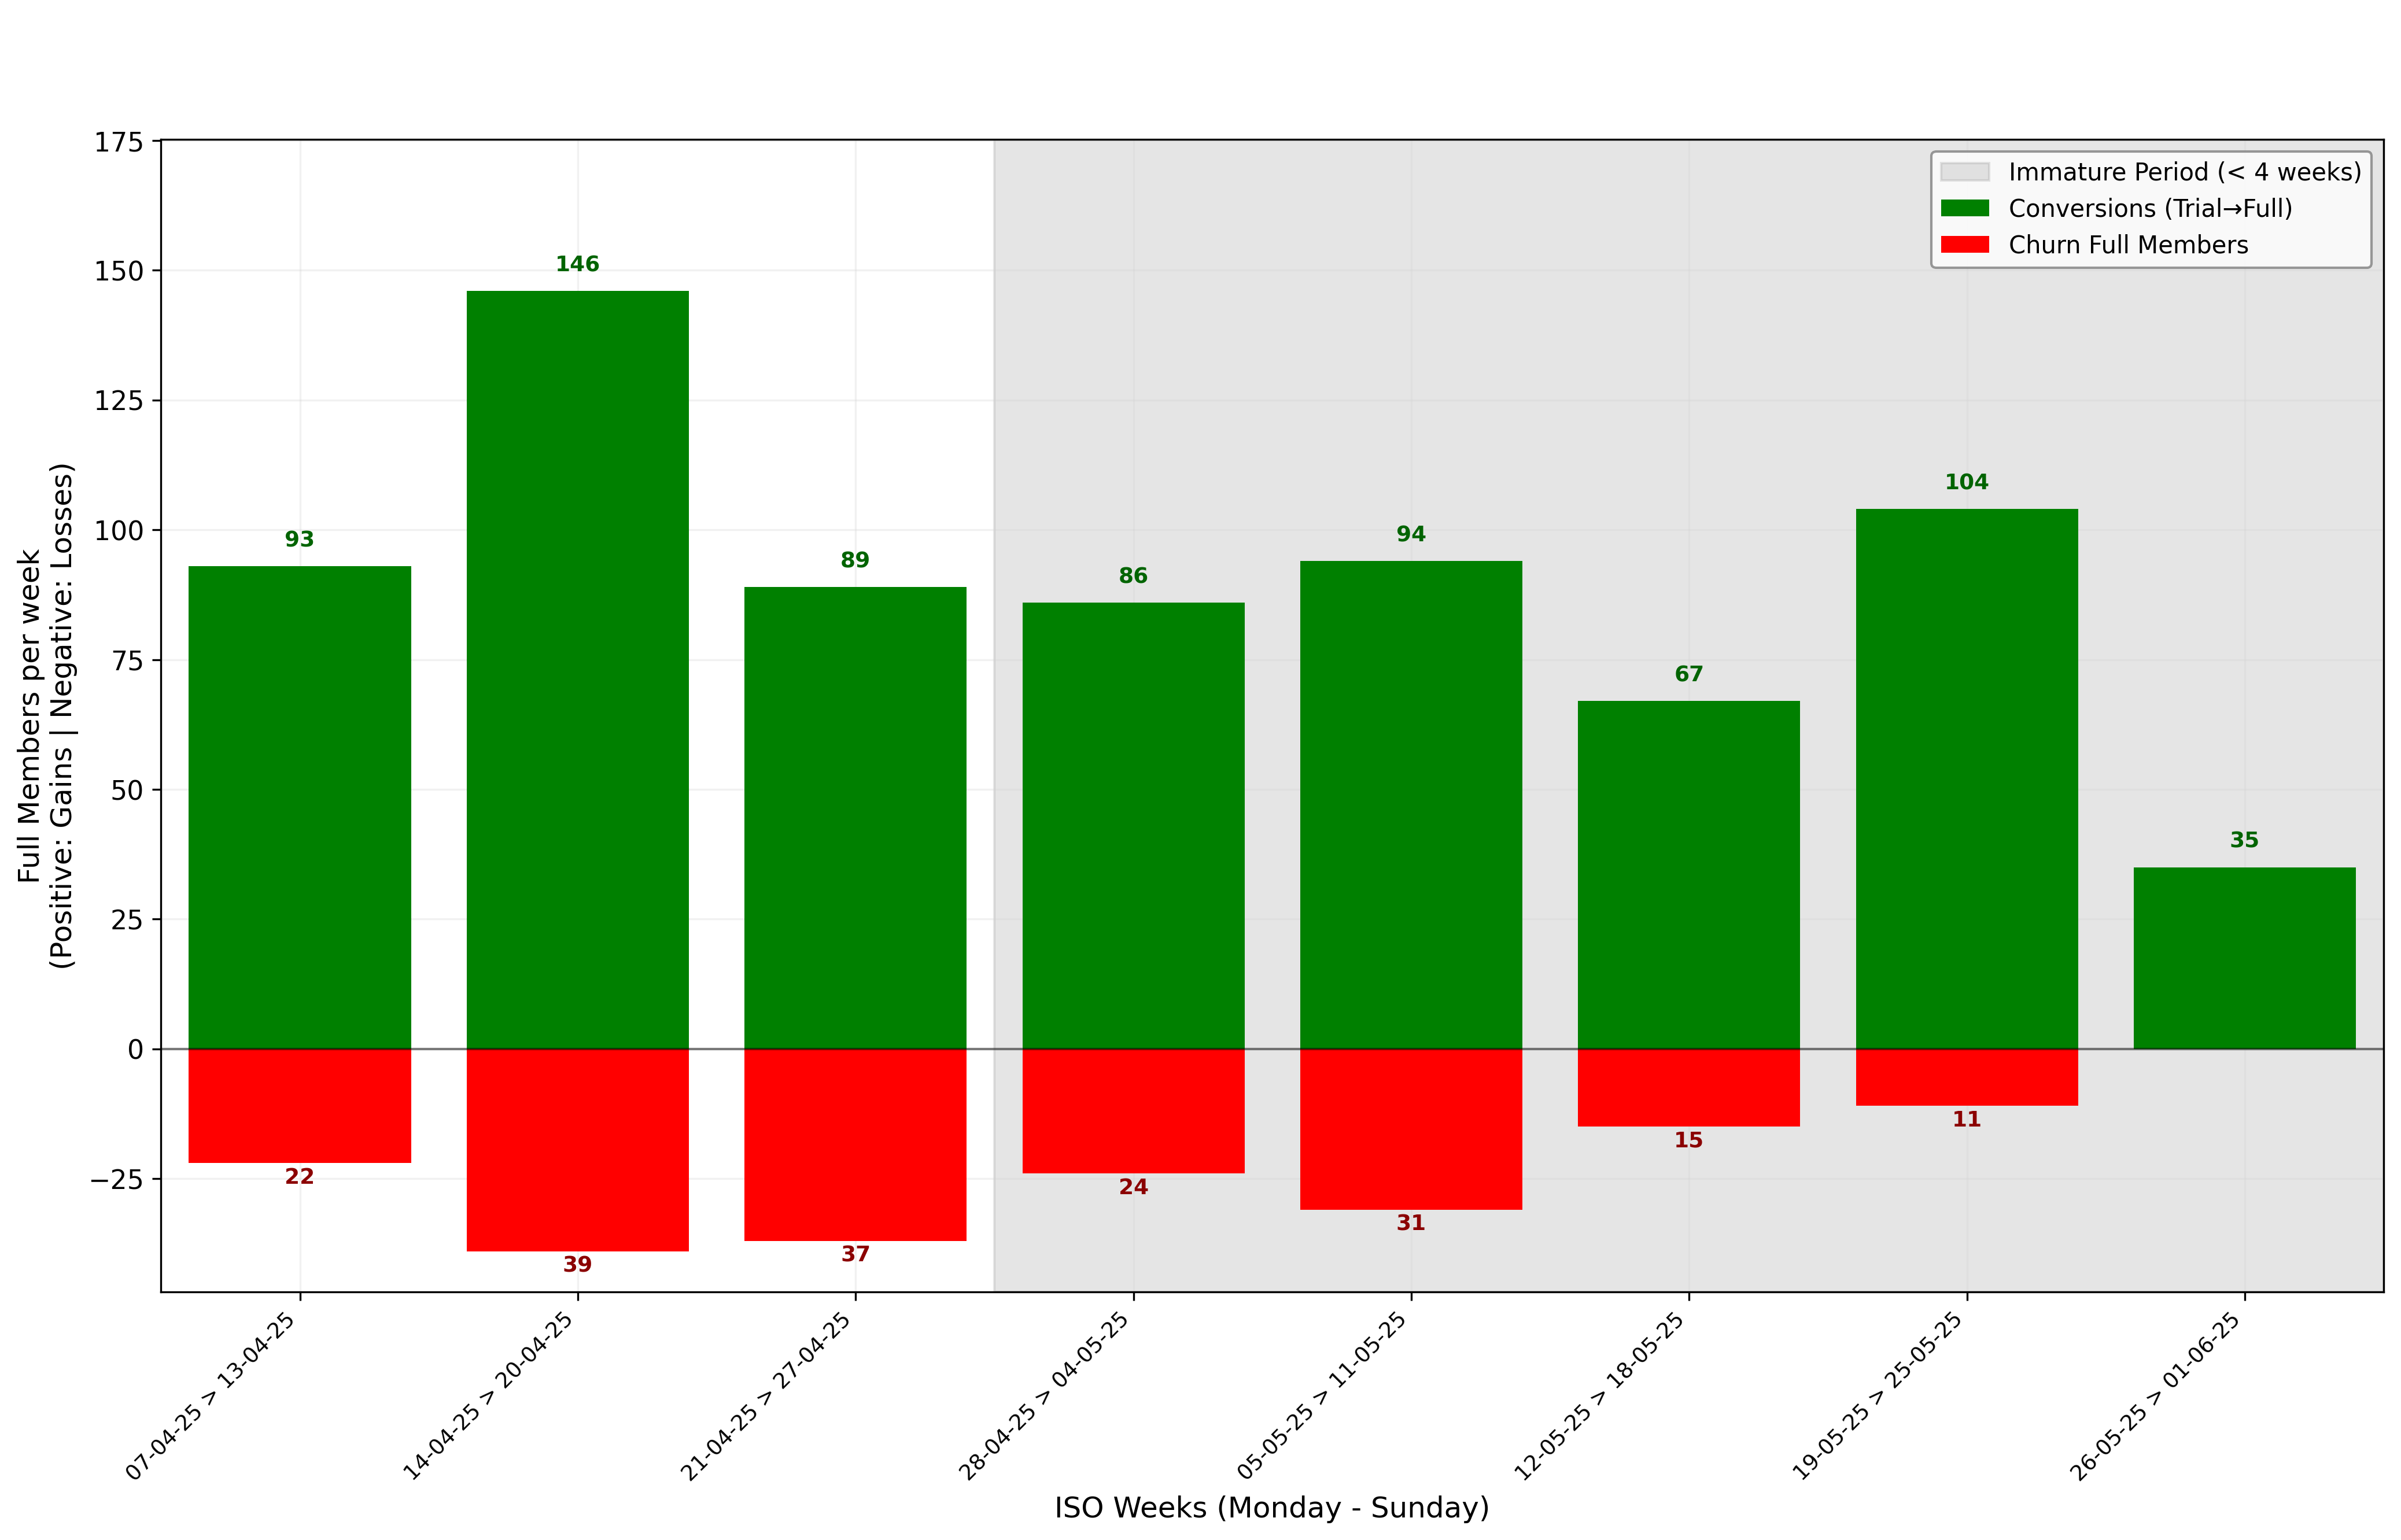 Full Members per week
(Positive: Gains | Negative: Losses)
175
150
125
100
75
50
25
0
−25
Immature Period (< 4 weeks)
Conversions (Trial→Full)
Churn Full Members
93
146
89
86
94
67
104
35
22
39
37
24
31
15
11
07-04-25 > 13-04-25
14-04-25 > 20-04-25
21-04-25 > 27-04-25
28-04-25 > 04-05-25
05-05-25 > 11-05-25
12-05-25 > 18-05-25
19-05-25 > 25-05-25
26-05-25 > 01-06-25
ISO Weeks (Monday - Sunday)